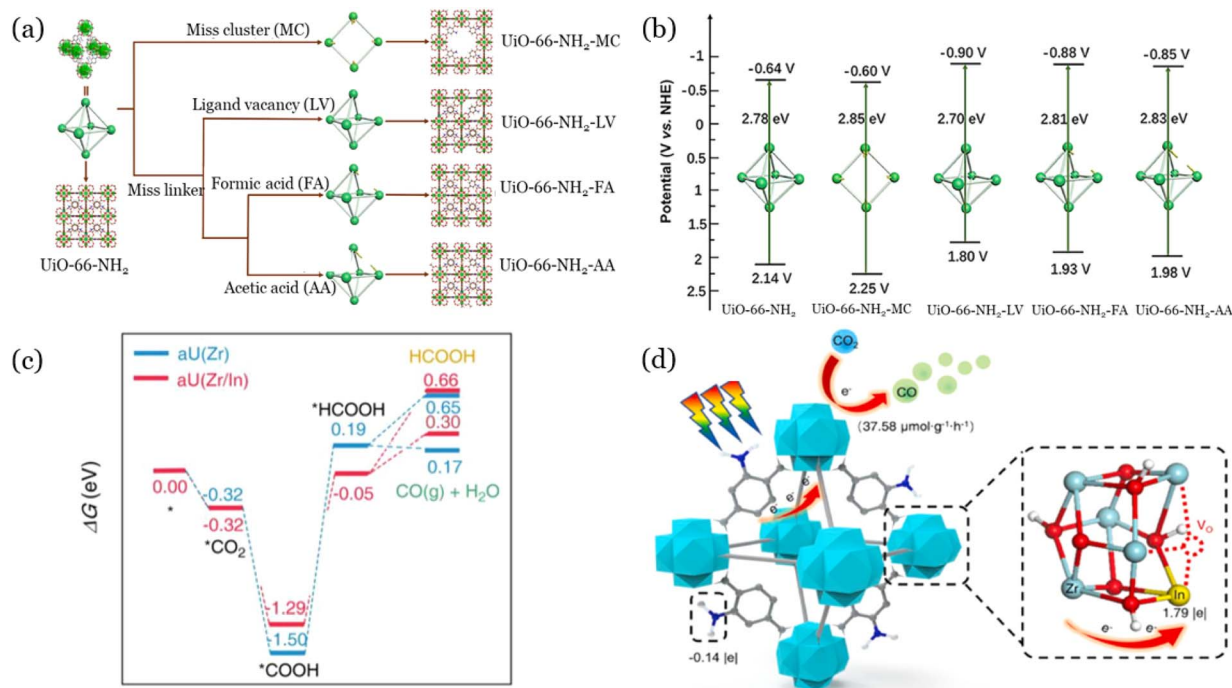 (a)
Miss cluster (MC)
UiO-66-NH₂-MC
Ligand vacancy (LV)
UiO-66-NH₂-LV
Miss linker
Formic acid (FA)
UiO-66-NH₂-FA
UiO-66-NH₂
Acetic acid (AA)
UiO-66-NH₂-AA
(b)
Potential (V vs. NHE)
-1
-0.5
0
0.5
1
1.5
2
2.5
-0.64 V
-0.60 V
-0.90 V
-0.88 V
-0.85 V
2.78 eV
2.85 eV
2.70 eV
2.81 eV
2.83 eV
2.14 V
2.25 V
1.80 V
1.93 V
1.98 V
UiO-66-NH₂
UiO-66-NH₂-MC
UiO-66-NH₂-LV
UiO-66-NH₂-FA
UiO-66-NH₂-AA
(c)
aU(Zr)
aU(Zr/In)
ΔG (eV)
0.00
*
-0.32
-0.32
*CO₂
-1.29
-1.50
*COOH
*HCOOH
0.19
-0.05
HCOOH
0.66
0.65
0.30
0.17
CO(g) + H₂O
(d)
CO₂
e⁻
CO
(37.58 μmol·g⁻¹·h⁻¹)
e⁻
e⁻
e⁻
-0.14 |e|
Vo
Zr
In
1.79 |e|
e⁻
e⁻